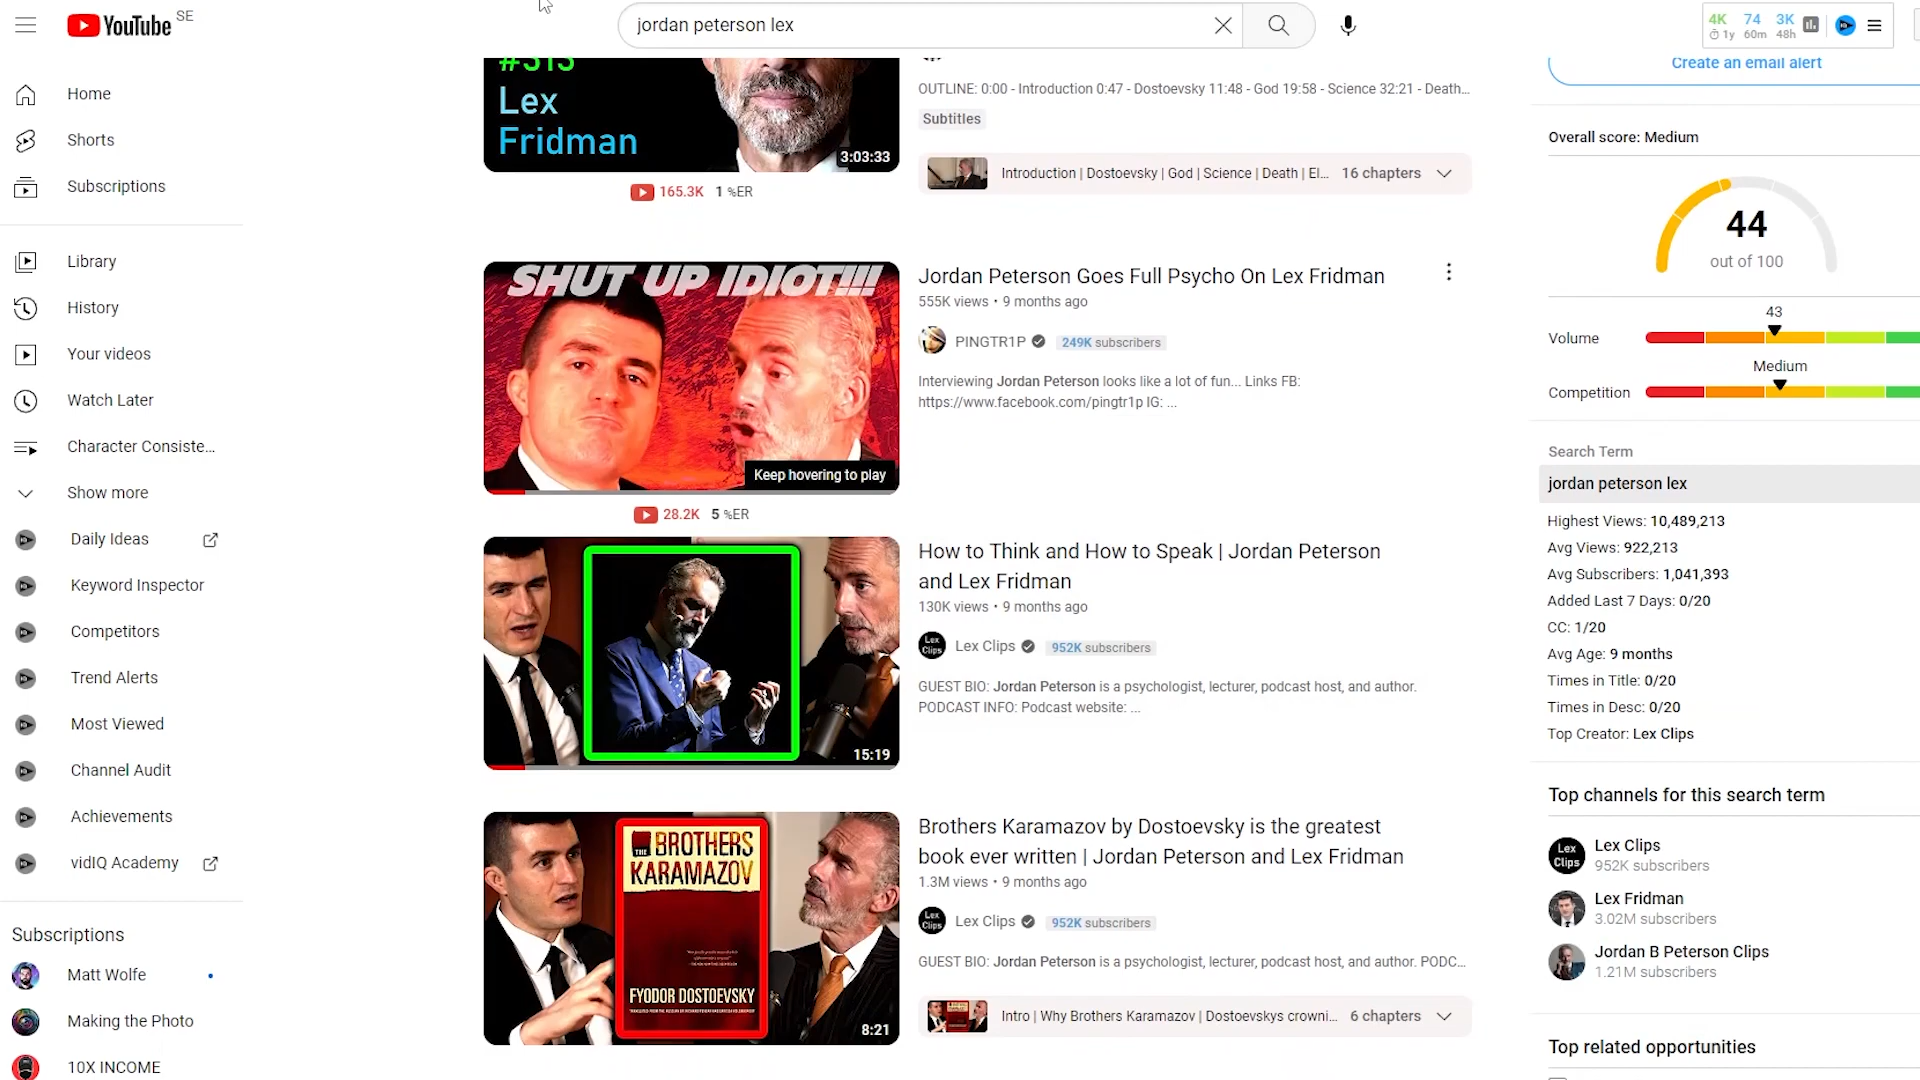 YouTube SE
jordan peterson lex
4K 74 3K
1y 60m 48h
Home
Shorts
Subscriptions
Library
History
Your videos
Watch Later
Character Consiste...
Show more
Daily Ideas
Keyword Inspector
Competitors
Trend Alerts
Most Viewed
Channel Audit
Achievements
vidIQ Academy
Subscriptions
Matt Wolfe
Making the Photo
10X INCOME
#313
Lex
Fridman
3:03:33
165.3K 1 %ER
OUTLINE: 0:00 - Introduction 0:47 - Dostoevsky 11:48 - God 19:58 - Science 32:21 - Death...
Subtitles
Introduction | Dostoevsky | God | Science | Death | El... 16 chapters
SHUT UP IDIOT!!!
Keep hovering to play
28.2K 5 %ER
Jordan Peterson Goes Full Psycho On Lex Fridman
555K views • 9 months ago
PINGTR1P 249K subscribers
Interviewing Jordan Peterson looks like a lot of fun... Links FB:
https://www.facebook.com/pingtr1p IG: ...
15:19
How to Think and How to Speak | Jordan Peterson
and Lex Fridman
130K views • 9 months ago
Lex Clips
Lex Clips 952K subscribers
GUEST BIO: Jordan Peterson is a psychologist, lecturer, podcast host, and author.
PODCAST INFO: Podcast website: ...
THE BROTHERS
KARAMAZOV
FYODOR DOSTOEVSKY
8:21
Brothers Karamazov by Dostoevsky is the greatest
book ever written | Jordan Peterson and Lex Fridman
1.3M views • 9 months ago
Lex Clips
Lex Clips 952K subscribers
GUEST BIO: Jordan Peterson is a psychologist, lecturer, podcast host, and author. PODC...
Intro | Why Brothers Karamazov | Dostoevskys crowni... 6 chapters
Create an email alert
Overall score: Medium
44
out of 100
43
Volume
Medium
Competition
Search Term
jordan peterson lex
Highest Views: 10,489,213
Avg Views: 922,213
Avg Subscribers: 1,041,393
Added Last 7 Days: 0/20
CC: 1/20
Avg Age: 9 months
Times in Title: 0/20
Times in Desc: 0/20
Top Creator: Lex Clips
Top channels for this search term
Lex Clips
Lex Clips
952K subscribers
Lex Fridman
3.02M subscribers
Jordan B Peterson Clips
1.21M subscribers
Top related opportunities